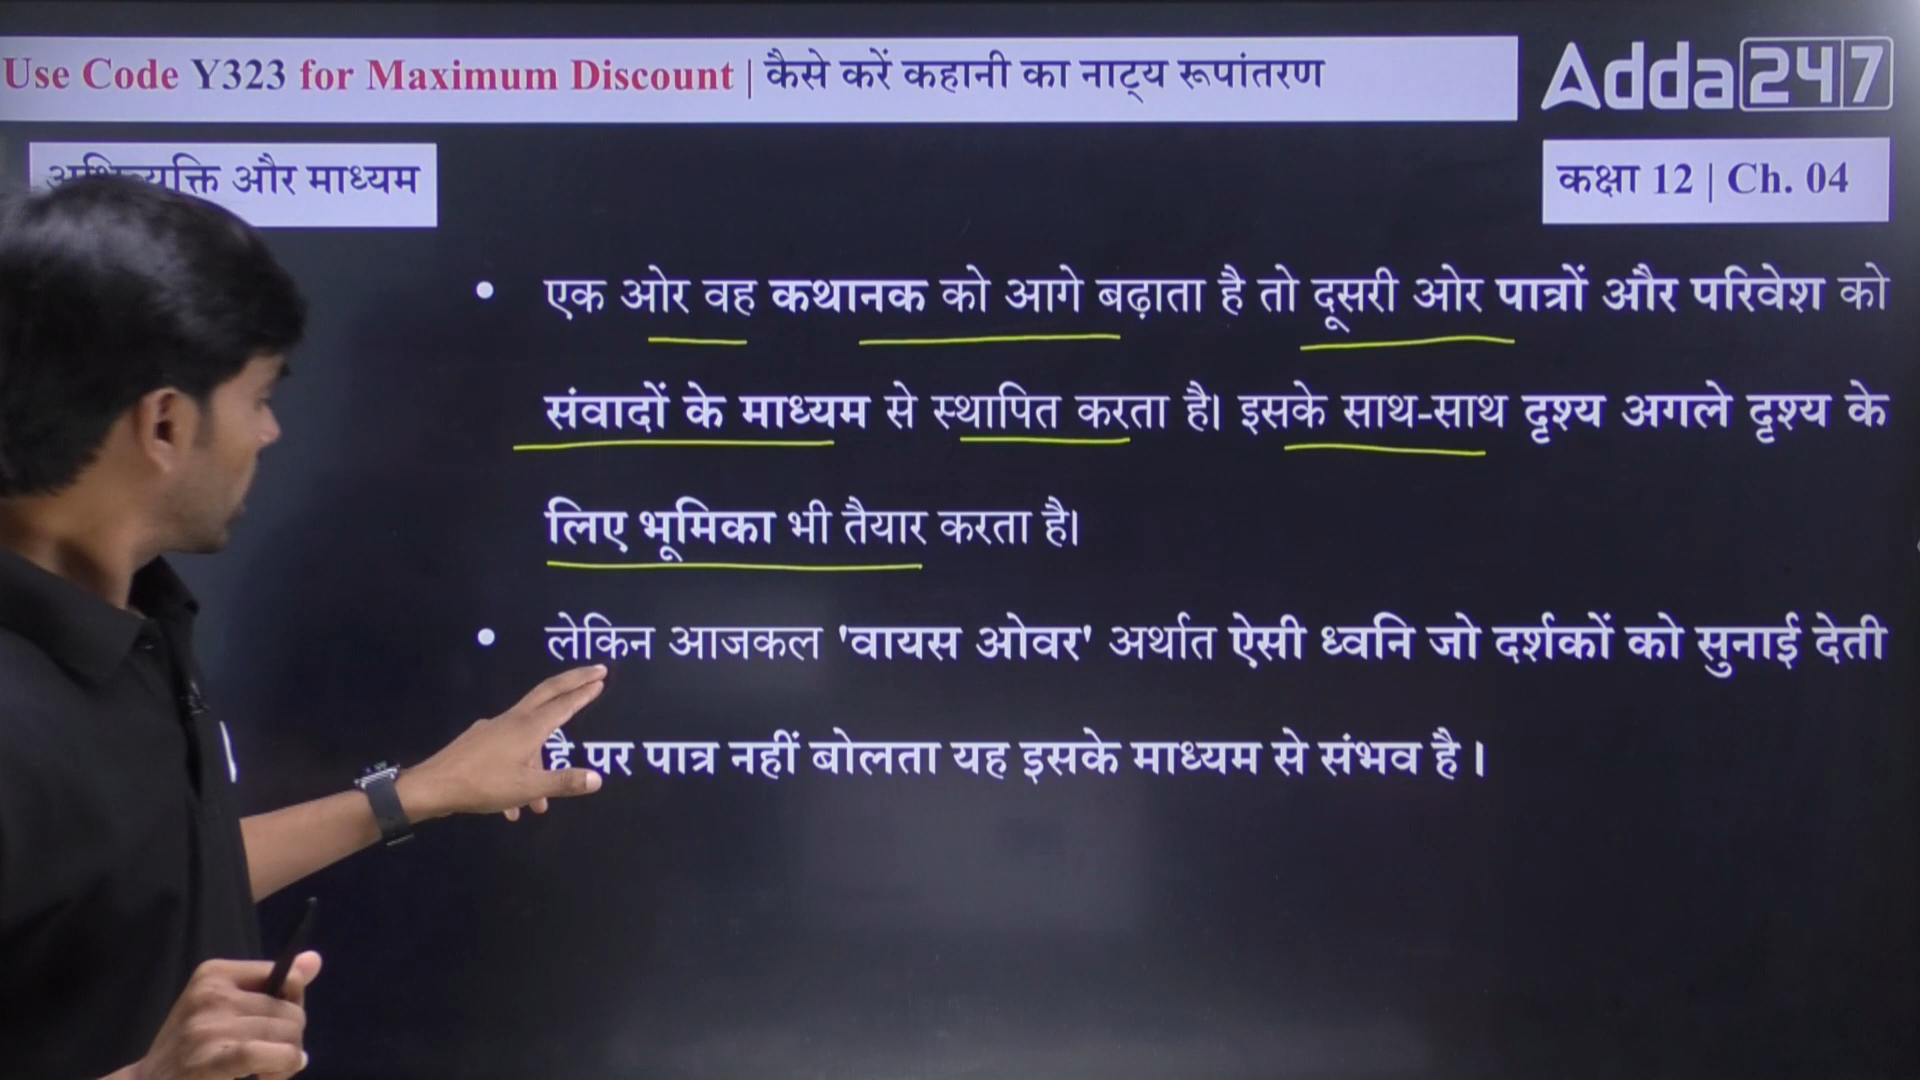 Use Code Y323 for Maximum Discount | कैसे करें कहानी का नाट्य रूपांतरण
Adda247
अभिव्यक्ति और माध्यम
कक्षा 12 | Ch. 04
• एक ओर वह कथानक को आगे बढ़ाता है तो दूसरी ओर पात्रों और परिवेश को
संवादों के माध्यम से स्थापित करता है। इसके साथ-साथ दृश्य अगले दृश्य के
लिए भूमिका भी तैयार करता है।
• लेकिन आजकल 'वायस ओवर' अर्थात ऐसी ध्वनि जो दर्शकों को सुनाई देती
है पर पात्र नहीं बोलता यह इसके माध्यम से संभव है ।